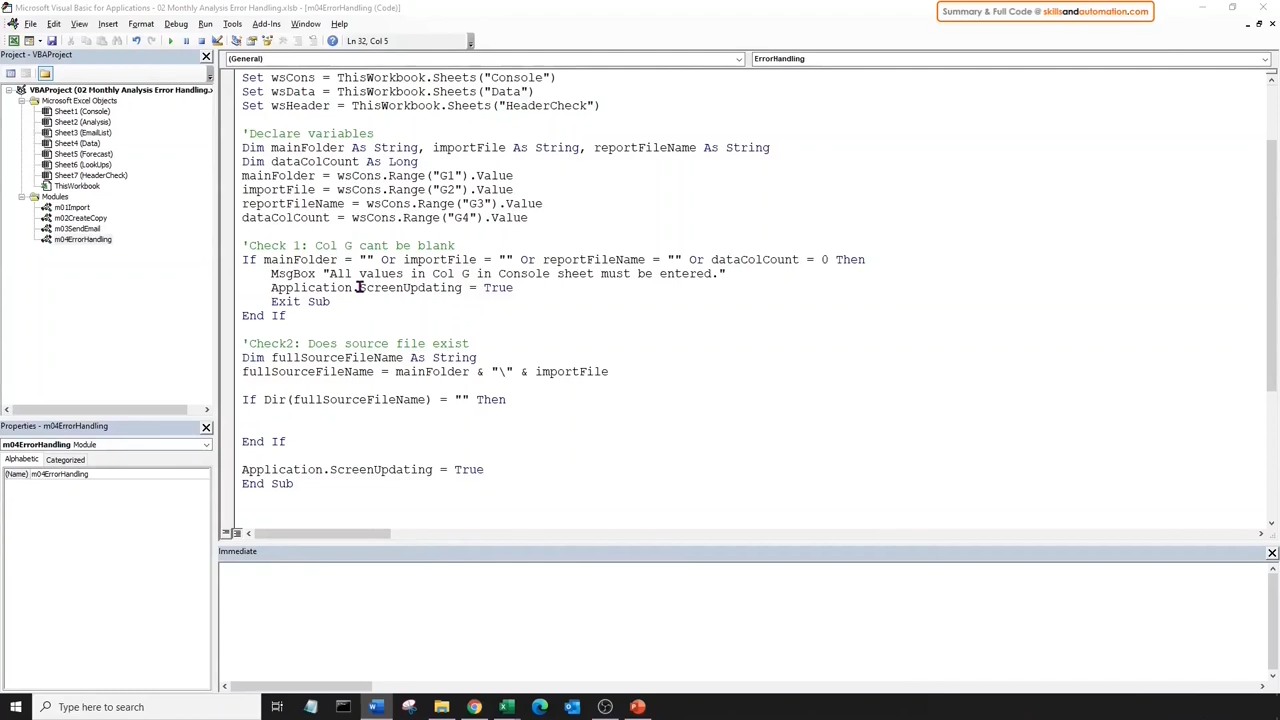 Microsoft Visual Basic for Applications - 02 Monthly Analysis Error Handling.xlsb - [m04ErrorHandling (Code)]
Summary & Full Code @ skillsandautomation.com
File Edit View Insert Format Debug Run Tools Add-Ins Window Help
Ln 32, Col 5
Project - VBAProject
(General)
ErrorHandling
VBAProject (02 Monthly Analysis Error Handling.
Microsoft Excel Objects
Sheet1 (Console)
Sheet2 (Analysis)
Sheet3 (EmailList)
Sheet4 (Data)
Sheet5 (Forecast)
Sheet6 (LookUps)
Sheet7 (HeaderCheck)
ThisWorkbook
Modules
m01Import
m02CreateCopy
m03SendEmail
m04ErrorHandling
Set wsCons = ThisWorkbook.Sheets("Console")
Set wsData = ThisWorkbook.Sheets("Data")
Set wsHeader = ThisWorkbook.Sheets("HeaderCheck")
'Declare variables
Dim mainFolder As String, importFile As String, reportFileName As String
Dim dataColCount As Long
mainFolder = wsCons.Range("G1").Value
importFile = wsCons.Range("G2").Value
reportFileName = wsCons.Range("G3").Value
dataColCount = wsCons.Range("G4").Value
'Check 1: Col G cant be blank
If mainFolder = "" Or importFile = "" Or reportFileName = "" Or dataColCount = 0 Then
MsgBox "All values in Col G in Console sheet must be entered."
Application.ScreenUpdating = True
Exit Sub
End If
'Check2: Does source file exist
Dim fullSourceFileName As String
fullSourceFileName = mainFolder & "\" & importFile
If Dir(fullSourceFileName) = "" Then
End If
Application.ScreenUpdating = True
End Sub
Properties - m04ErrorHandling
m04ErrorHandling Module
Alphabetic Categorized
(Name) m04ErrorHandling
Immediate
Type here to search